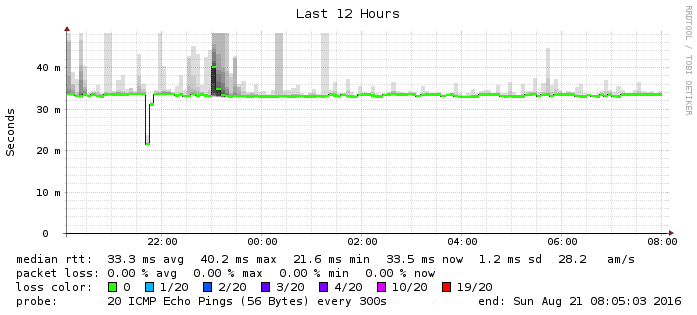 Last 12 Hours
RRDTOOL / TOBI OETIKER
Seconds
40 m
30 m
20 m
10 m
0
22:00 00:00 02:00 04:00 06:00 08:00
median rtt: 33.3 ms avg 40.2 ms max 21.6 ms min 33.5 ms now 1.2 ms sd 28.2 am/s
packet loss: 0.00 % avg 0.00 % max 0.00 % min 0.00 % now
loss color: 0 1/20 2/20 3/20 4/20 10/20 19/20
probe: 20 ICMP Echo Pings (56 Bytes) every 300s end: Sun Aug 21 08:05:03 2016